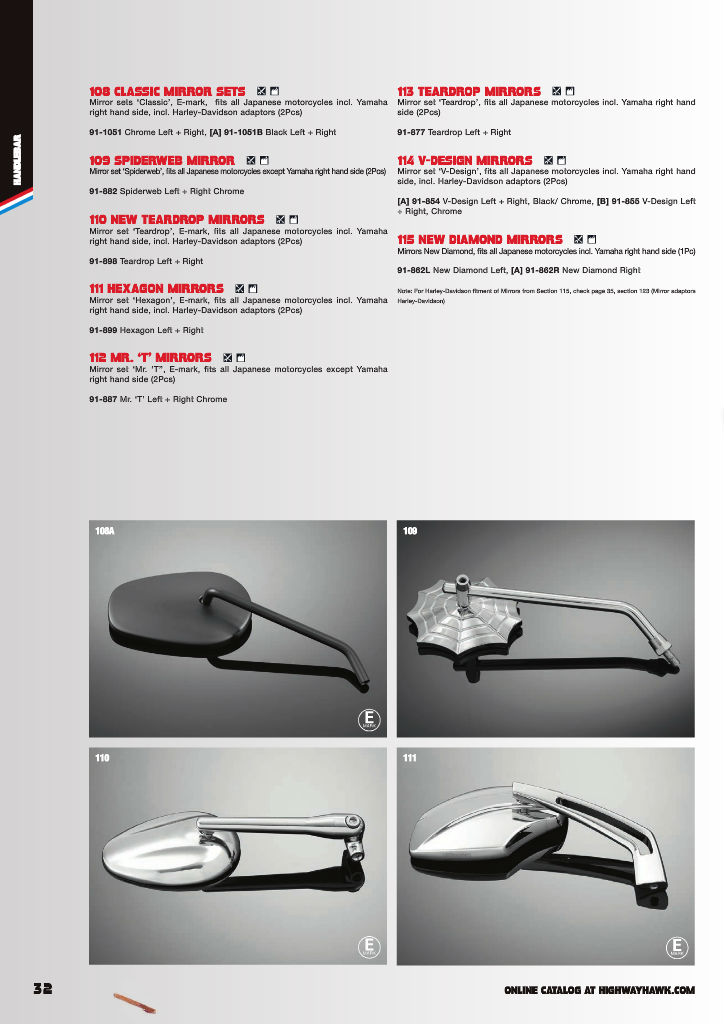 HANDLEBAR
108 CLASSIC MIRROR SETS
Mirror sets ‘Classic’, E-mark, fits all Japanese motorcycles incl. Yamaha
right hand side, incl. Harley-Davidson adaptors (2Pcs)
91-1051 Chrome Left + Right, [A] 91-1051B Black Left + Right
109 SPIDERWEB MIRROR
Mirror set ‘Spiderweb’, fits all Japanese motorcycles except Yamaha right hand side (2Pcs)
91-882 Spiderweb Left + Right Chrome
110 NEW TEARDROP MIRRORS
Mirror set ‘Teardrop’, E-mark, fits all Japanese motorcycles incl. Yamaha
right hand side, incl. Harley-Davidson adaptors (2Pcs)
91-898 Teardrop Left + Right
111 HEXAGON MIRRORS
Mirror set ‘Hexagon’, E-mark, fits all Japanese motorcycles incl. Yamaha
right hand side, incl. Harley-Davidson adaptors (2Pcs)
91-899 Hexagon Left + Right
112 MR. ‘T’ MIRRORS
Mirror set ‘Mr. ’T”, E-mark, fits all Japanese motorcycles except Yamaha
right hand side (2Pcs)
91-887 Mr. ‘T’ Left + Right Chrome
113 TEARDROP MIRRORS
Mirror set ‘Teardrop’, fits all Japanese motorcycles incl. Yamaha right hand
side (2Pcs)
91-877 Teardrop Left + Right
114 V-DESIGN MIRRORS
Mirror set ‘V-Design’, fits all Japanese motorcycles incl. Yamaha right hand
side, incl. Harley-Davidson adaptors (2Pcs)
[A] 91-854 V-Design Left + Right, Black/ Chrome, [B] 91-855 V-Design Left
+ Right, Chrome
115 NEW DIAMOND MIRRORS
Mirrors New Diamond, fits all Japanese motorcycles incl. Yamaha right hand side (1Pc)
91-862L New Diamond Left, [A] 91-862R New Diamond Right
Note: For Harley-Davidson fitment of Mirrors from Section 115, check page 35, section 123 (Mirror adaptors
Harley-Davidson)
108A
E
MARK
109
110
E
MARK
111
E
MARK
32
ONLINE CATALOG AT HIGHWAYHAWK.COM